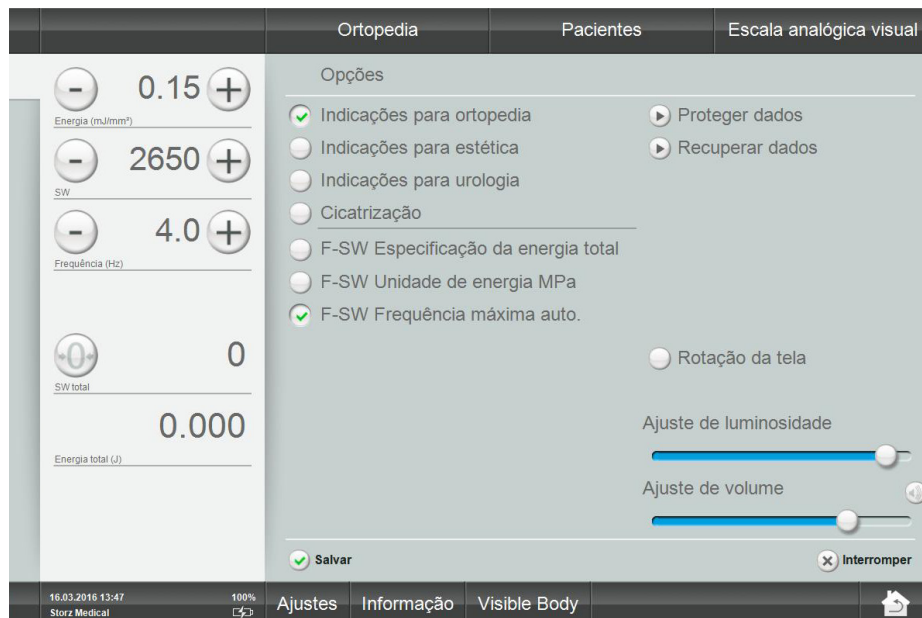 Ortopedia
Pacientes
Escala analógica visual
- 0.15 +
Energia (mJ/mm²)
- 2650 +
SW
- 4.0 +
Frequência (Hz)
0 0
SW total
0.000
Energia total (J)
Opções
Indicações para ortopedia
Indicações para estética
Indicações para urologia
Cicatrização
F-SW Especificação da energia total
F-SW Unidade de energia MPa
F-SW Frequência máxima auto.
Proteger dados
Recuperar dados
Rotação da tela
Ajuste de luminosidade
Ajuste de volume
Salvar
Interromper
16.03.2016 13:47 100%
Storz Medical
Ajustes
Informação
Visible Body